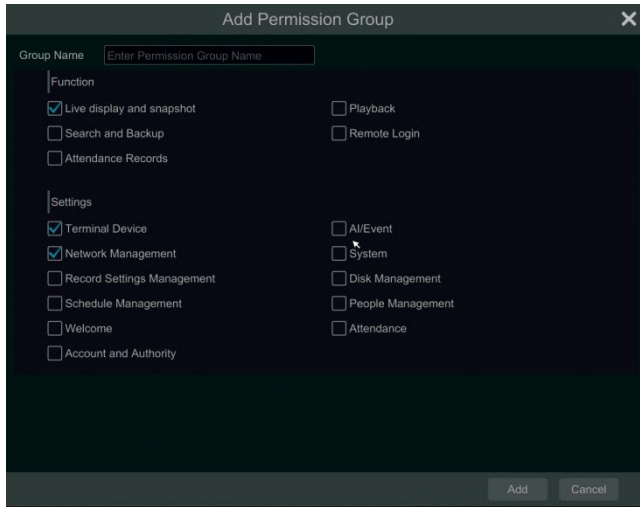 Add Permission Group
Group Name Enter Permission Group Name
Function
Live display and snapshot Playback
Search and Backup Remote Login
Attendance Records
Settings
Terminal Device AI/Event
Network Management System
Record Settings Management Disk Management
Schedule Management People Management
Welcome Attendance
Account and Authority
Add Cancel